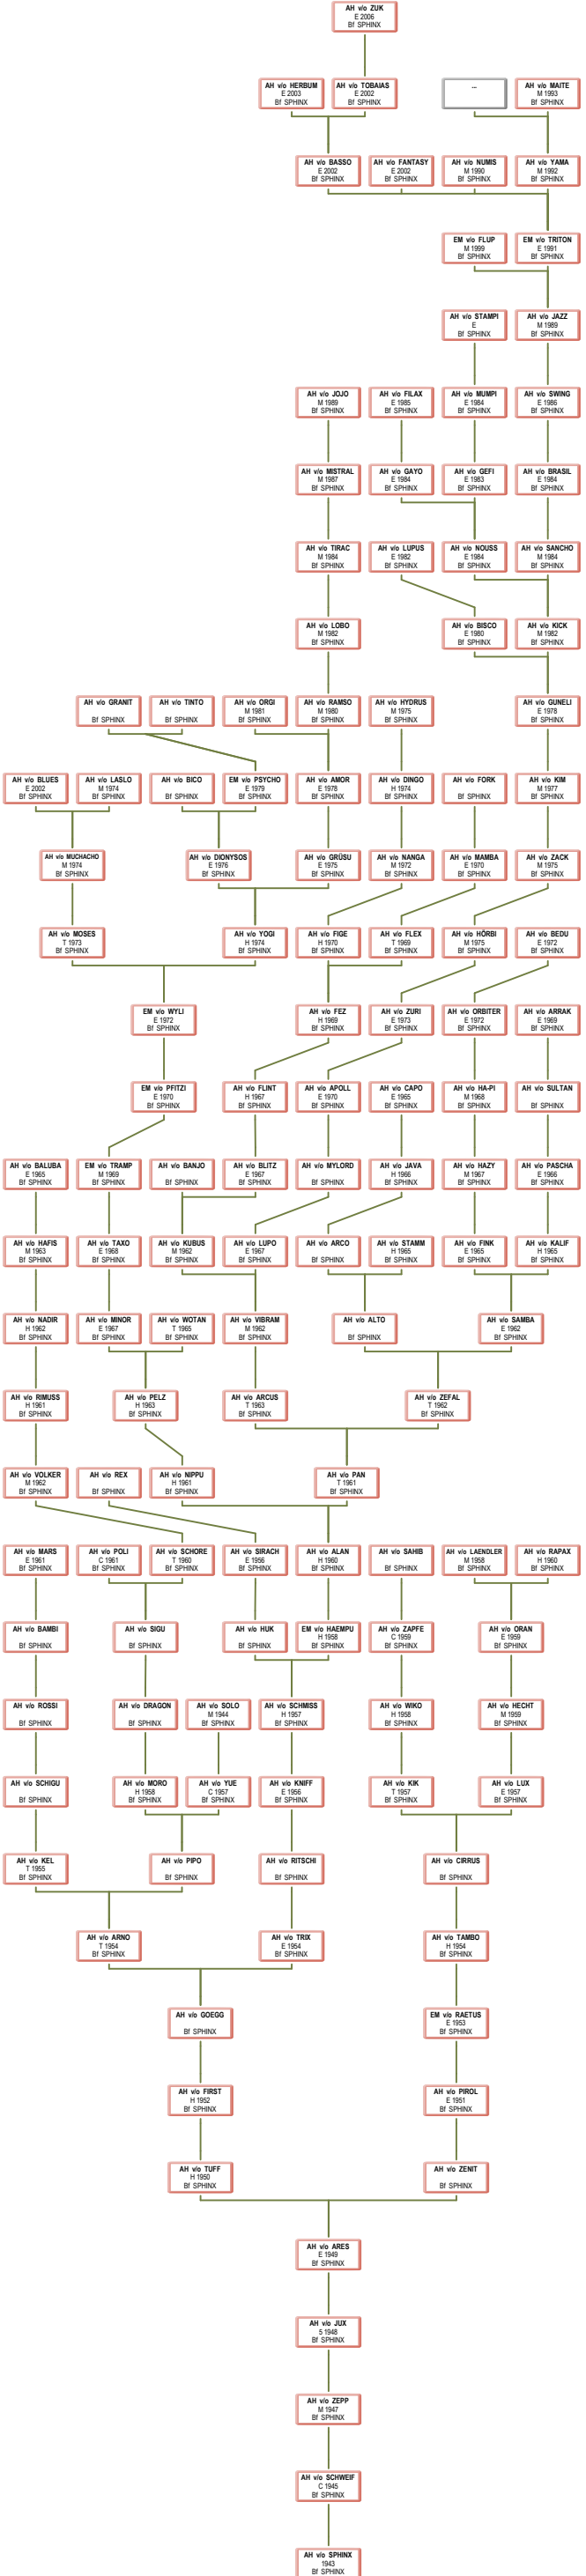 AH v/o ZUK
E 2006
Bf SPHINX
AH v/o HERBUM
E 2003
Bf SPHINX
AH v/o TOBAIAS
E 2002
Bf SPHINX
...
AH v/o MAITE
M 1993
Bf SPHINX
AH v/o BASSO
E 2002
Bf SPHINX
AH v/o FANTASY
E 2002
Bf SPHINX
AH v/o NUMIS
M 1990
Bf SPHINX
AH v/o YAMA
M 1992
Bf SPHINX
EM v/o FLUP
M 1999
Bf SPHINX
EM v/o TRITON
E 1991
Bf SPHINX
AH v/o STAMPI
E
Bf SPHINX
AH v/o JAZZ
M 1989
Bf SPHINX
AH v/o JOJO
M 1989
Bf SPHINX
AH v/o FILAX
E 1985
Bf SPHINX
AH v/o MUMPI
E 1984
Bf SPHINX
AH v/o SWING
E 1986
Bf SPHINX
AH v/o MISTRAL
M 1987
Bf SPHINX
AH v/o GAYO
E 1984
Bf SPHINX
AH v/o GEFI
E 1983
Bf SPHINX
AH v/o BRASIL
E 1984
Bf SPHINX
AH v/o TIRAC
M 1984
Bf SPHINX
AH v/o LUPUS
E 1982
Bf SPHINX
AH v/o NOUSS
E 1984
Bf SPHINX
AH v/o SANCHO
M 1984
Bf SPHINX
AH v/o LOBO
M 1982
Bf SPHINX
AH v/o BISCO
E 1980
Bf SPHINX
AH v/o KICK
M 1982
Bf SPHINX
AH v/o GRANIT
Bf SPHINX
AH v/o TINTO
Bf SPHINX
AH v/o ORGI
M 1981
Bf SPHINX
AH v/o RAMSO
M 1980
Bf SPHINX
AH v/o HYDRUS
M 1975
Bf SPHINX
AH v/o GUNELI
E 1978
Bf SPHINX
AH v/o BLUES
E 2002
Bf SPHINX
AH v/o LASLO
M 1974
Bf SPHINX
AH v/o BICO
Bf SPHINX
EM v/o PSYCHO
E 1979
Bf SPHINX
AH v/o AMOR
E 1978
Bf SPHINX
AH v/o DINGO
H 1974
Bf SPHINX
AH v/o FORK
Bf SPHINX
AH v/o KIM
M 1977
Bf SPHINX
AH v/o MUCHACHO
M 1974
Bf SPHINX
AH v/o DIONYSOS
E 1976
Bf SPHINX
AH v/o GRÜSU
E 1975
Bf SPHINX
AH v/o NANGA
M 1972
Bf SPHINX
AH v/o MAMBA
E 1970
Bf SPHINX
AH v/o ZACK
M 1975
Bf SPHINX
AH v/o MOSES
T 1973
Bf SPHINX
AH v/o YOGI
H 1974
Bf SPHINX
AH v/o FIGE
H 1970
Bf SPHINX
AH v/o FLEX
T 1969
Bf SPHINX
AH v/o HÖRBI
M 1975
Bf SPHINX
AH v/o BEDU
E 1972
Bf SPHINX
EM v/o WYLI
E 1972
Bf SPHINX
AH v/o FEZ
H 1969
Bf SPHINX
AH v/o ZURI
E 1973
Bf SPHINX
AH v/o ORBITER
E 1972
Bf SPHINX
AH v/o ARRAK
E 1969
Bf SPHINX
EM v/o PFITZI
E 1970
Bf SPHINX
AH v/o FLINT
H 1967
Bf SPHINX
AH v/o APOLL
E 1970
Bf SPHINX
AH v/o CAPO
E 1965
Bf SPHINX
AH v/o HA-PI
M 1968
Bf SPHINX
AH v/o SULTAN
Bf SPHINX
AH v/o BALUBA
E 1965
Bf SPHINX
EM v/o TRAMP
M 1969
Bf SPHINX
AH v/o BANJO
Bf SPHINX
AH v/o BLITZ
E 1967
Bf SPHINX
AH v/o MYLORD
Bf SPHINX
AH v/o JAVA
H 1966
Bf SPHINX
AH v/o HAZY
M 1967
Bf SPHINX
AH v/o PASCHA
E 1966
Bf SPHINX
AH v/o HAFIS
M 1963
Bf SPHINX
AH v/o TAXO
E 1968
Bf SPHINX
AH v/o KUBUS
M 1962
Bf SPHINX
AH v/o LUPO
E 1967
Bf SPHINX
AH v/o ARCO
Bf SPHINX
AH v/o STAMM
H 1965
Bf SPHINX
AH v/o FINK
E 1965
Bf SPHINX
AH v/o KALIF
H 1965
Bf SPHINX
AH v/o NADIR
H 1962
Bf SPHINX
AH v/o MINOR
E 1967
Bf SPHINX
AH v/o WOTAN
T 1965
Bf SPHINX
AH v/o VIBRAM
M 1962
Bf SPHINX
AH v/o ALTO
Bf SPHINX
AH v/o SAMBA
E 1962
Bf SPHINX
AH v/o RIMUSS
H 1961
Bf SPHINX
AH v/o PELZ
H 1963
Bf SPHINX
AH v/o ARCUS
T 1963
Bf SPHINX
AH v/o ZEFAL
T 1962
Bf SPHINX
AH v/o VOLKER
M 1962
Bf SPHINX
AH v/o REX
Bf SPHINX
AH v/o NIPPU
H 1961
Bf SPHINX
AH v/o PAN
T 1961
Bf SPHINX
AH v/o MARS
E 1961
Bf SPHINX
AH v/o POLI
C 1961
Bf SPHINX
AH v/o SCHORE
T 1960
Bf SPHINX
AH v/o SIRACH
E 1956
Bf SPHINX
AH v/o ALAN
H 1960
Bf SPHINX
AH v/o SAHIB
Bf SPHINX
AH v/o LAENDLER
M 1958
Bf SPHINX
AH v/o RAPAX
H 1960
Bf SPHINX
AH v/o BAMBI
Bf SPHINX
AH v/o SIGU
Bf SPHINX
AH v/o HUK
Bf SPHINX
EM v/o HAEMPU
H 1958
Bf SPHINX
AH v/o ZAPFE
C 1959
Bf SPHINX
AH v/o ORAN
E 1959
Bf SPHINX
AH v/o ROSSI
Bf SPHINX
AH v/o DRAGON
Bf SPHINX
AH v/o SOLO
M 1944
Bf SPHINX
AH v/o SCHMISS
H 1957
Bf SPHINX
AH v/o WIKO
H 1958
Bf SPHINX
AH v/o HECHT
M 1959
Bf SPHINX
AH v/o SCHIGU
Bf SPHINX
AH v/o MORO
H 1958
Bf SPHINX
AH v/o YUE
C 1957
Bf SPHINX
AH v/o KNIFF
E 1956
Bf SPHINX
AH v/o KIK
T 1957
Bf SPHINX
AH v/o LUX
E 1957
Bf SPHINX
AH v/o KEL
T 1955
Bf SPHINX
AH v/o PIPO
Bf SPHINX
AH v/o RITSCHI
Bf SPHINX
AH v/o CIRRUS
Bf SPHINX
AH v/o ARNO
T 1954
Bf SPHINX
AH v/o TRIX
E 1954
Bf SPHINX
AH v/o TAMBO
H 1954
Bf SPHINX
AH v/o GOEGG
Bf SPHINX
EM v/o RAETUS
E 1953
Bf SPHINX
AH v/o FIRST
H 1952
Bf SPHINX
AH v/o PIROL
E 1951
Bf SPHINX
AH v/o TUFF
H 1950
Bf SPHINX
AH v/o ZENIT
Bf SPHINX
AH v/o ARES
E 1949
Bf SPHINX
AH v/o JUX
5 1948
Bf SPHINX
AH v/o ZEPP
M 1947
Bf SPHINX
AH v/o SCHWEIF
C 1945
Bf SPHINX
AH v/o SPHINX
1943
Bf SPHINX